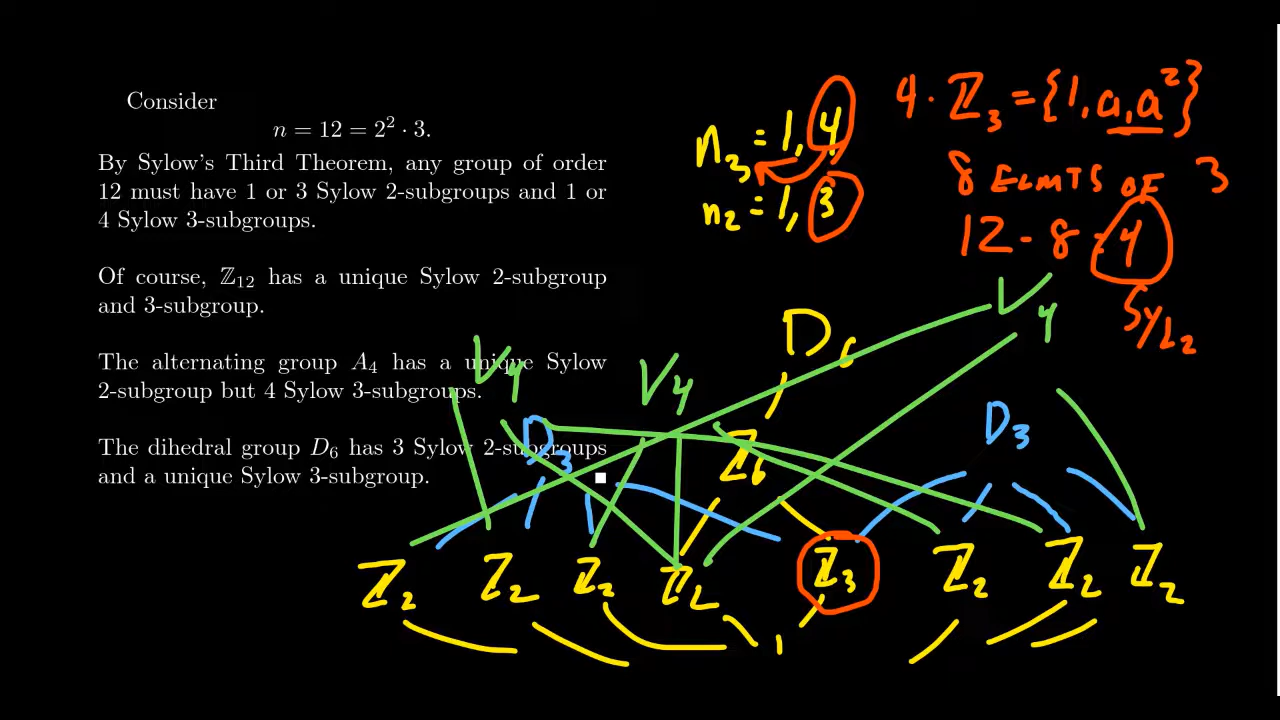 Consider
n = 12 = 2² · 3.
By Sylow's Third Theorem, any group of order
12 must have 1 or 3 Sylow 2-subgroups and 1 or
4 Sylow 3-subgroups.
Of course, ℤ₁₂ has a unique Sylow 2-subgroup
and 3-subgroup.
The alternating group A₄ has a unique Sylow
2-subgroup but 4 Sylow 3-subgroups.
The dihedral group D₆ has 3 Sylow 2-subgroups
and a unique Sylow 3-subgroup.
n₃ = 1, 4
n₂ = 1, 3
4 · ℤ₃ = {1, a, a²}
8 ELMTS OF 3
12 - 8 = 4
Syl₂
D₆
V₄ V₄ V₄
D₃ ℤ₆ D₃
ℤ₂ ℤ₂ ℤ₂ ℤ₂ ℤ₃ ℤ₂ ℤ₂ ℤ₂
1